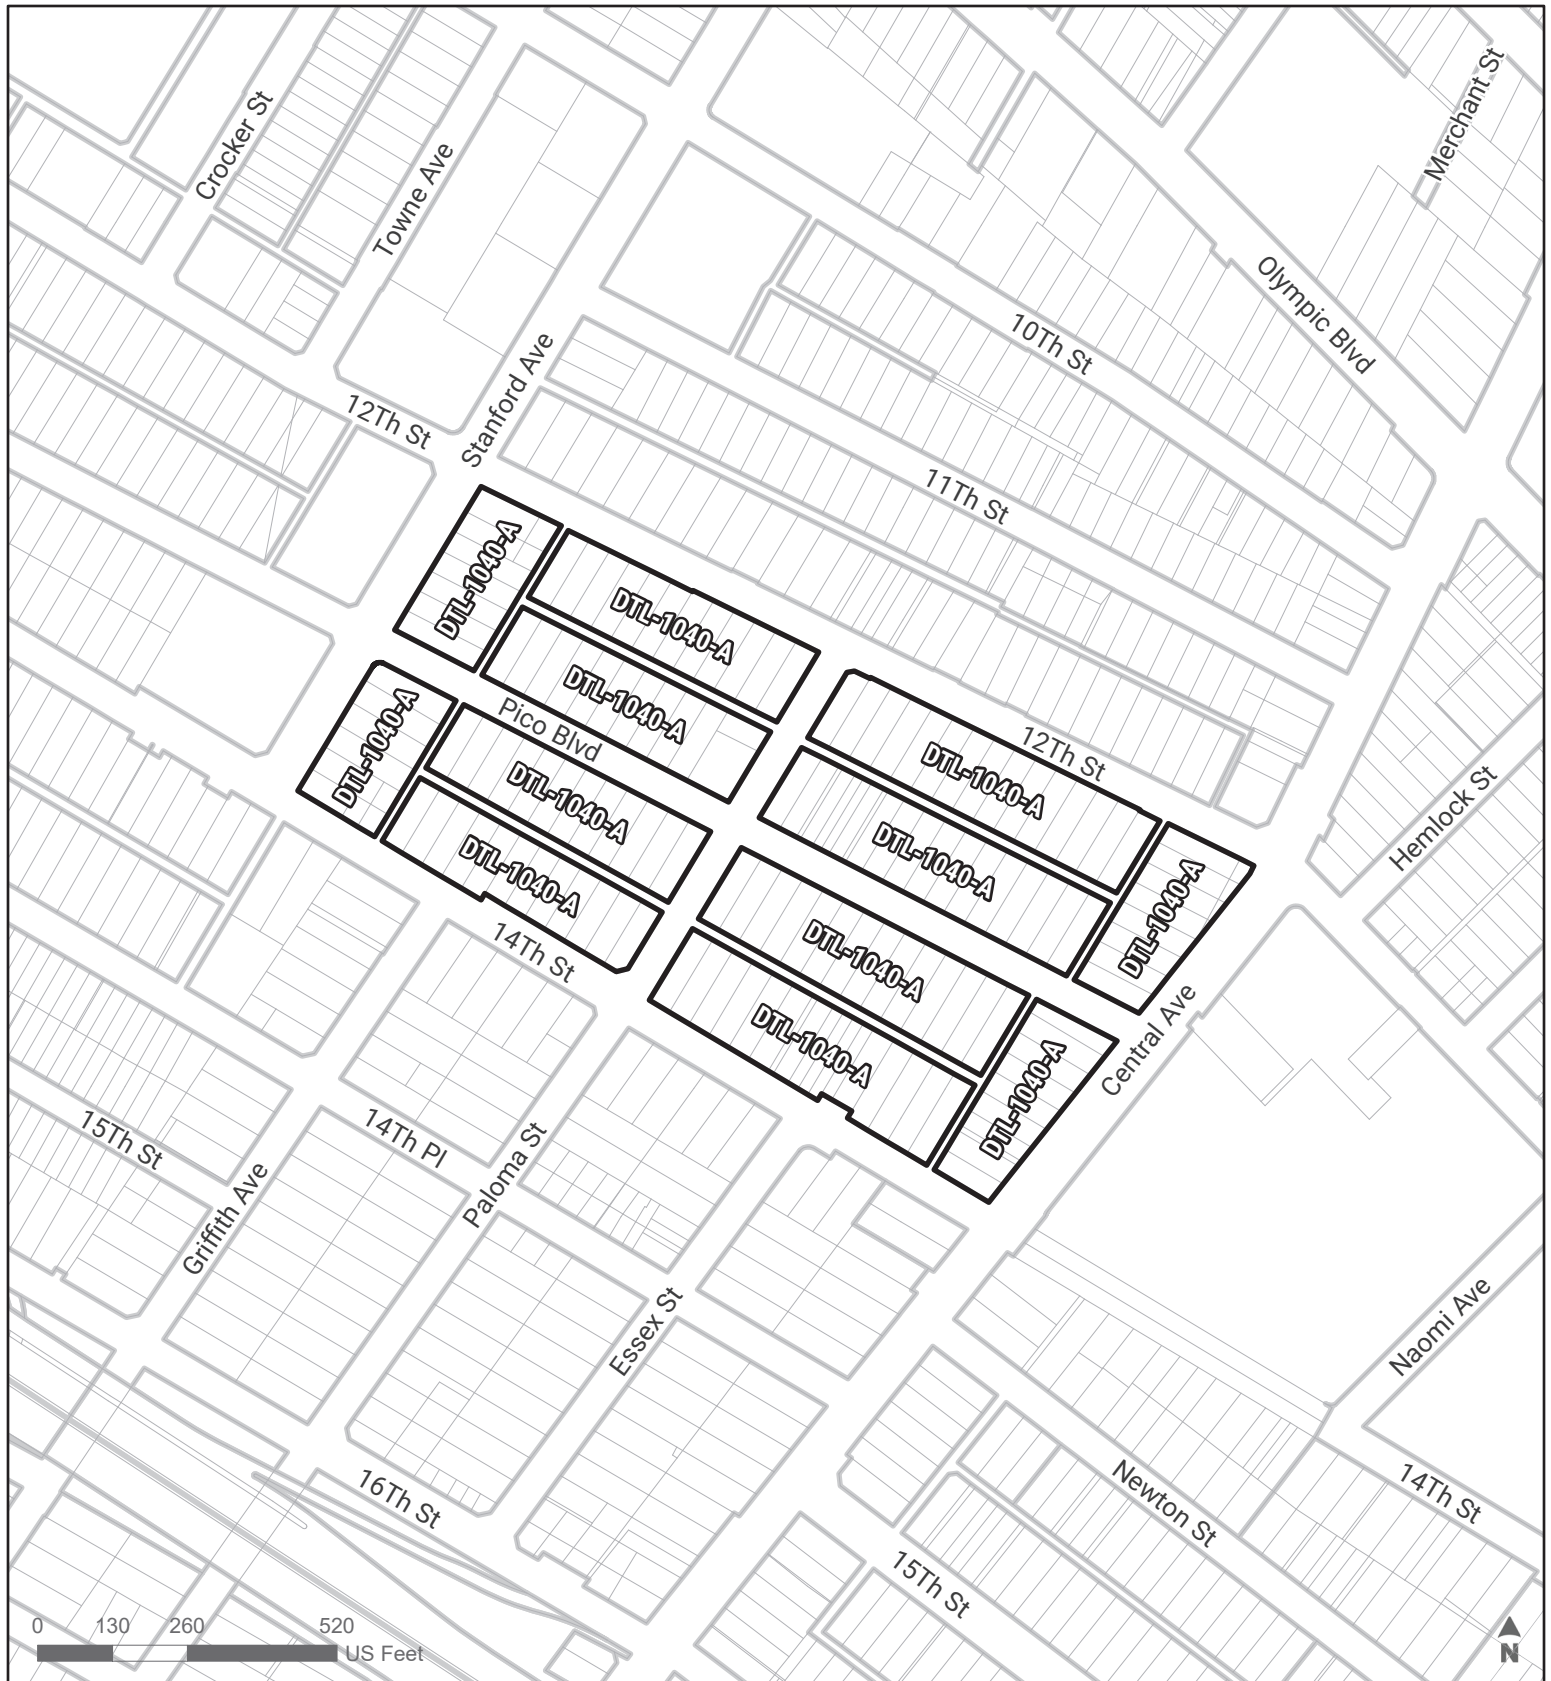 Merchant St
Crocker St
Towne Ave
Olympic Blvd
10Th St
Stanford Ave
12Th St
11Th St
DTL-1040-A
DTL-1040-A
DTL-1040-A
DTL-1040-A
Pico Blvd
12Th St
DTL-1040-A
DTL-1040-A
Hemlock St
DTL-1040-A
DTL-1040-A
DTL-1040-A
14Th St
DTL-1040-A
DTL-1040-A
Central Ave
DTL-1040-A
DTL-1040-A
15Th St
14Th Pl
Paloma St
Griffith Ave
Essex St
Naomi Ave
16Th St
Newton St
14Th St
15Th St
0 130 260 520
US Feet
N